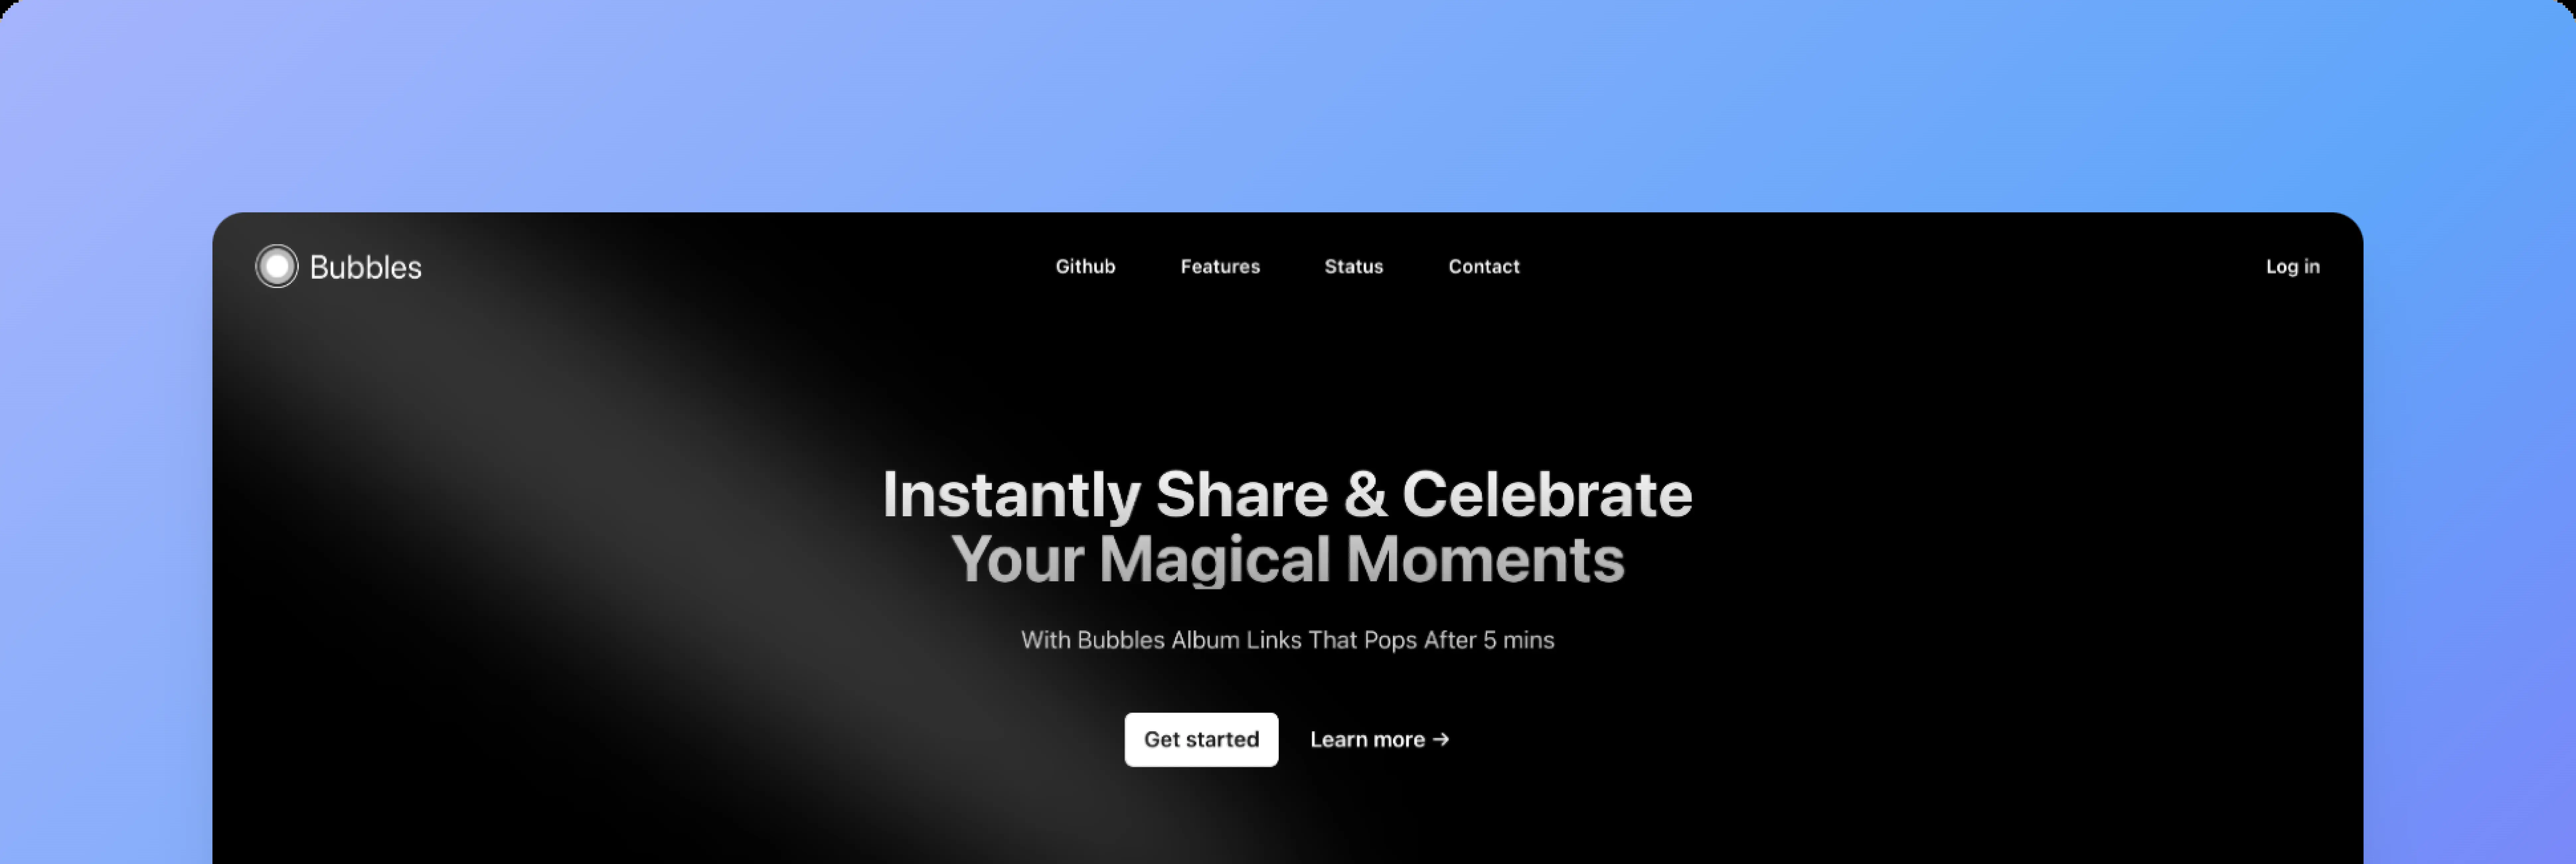 Bubbles
Github Features Status Contact
Log in
Instantly Share & Celebrate
Your Magical Moments
With Bubbles Album Links That Pops After 5 mins
Get started Learn more →